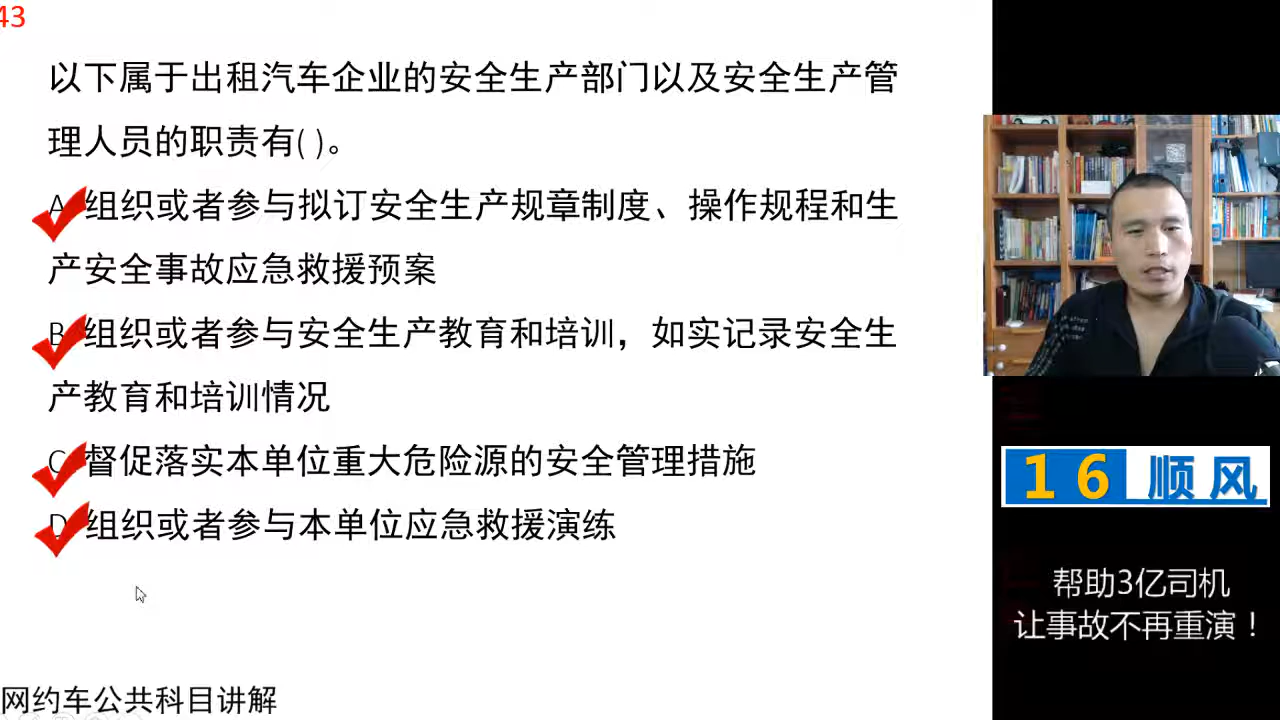 43
以下属于出租汽车企业的安全生产部门以及安全生产管
理人员的职责有( )。
A 组织或者参与拟订安全生产规章制度、操作规程和生
产安全事故应急救援预案
B 组织或者参与安全生产教育和培训，如实记录安全生
产教育和培训情况
C 督促落实本单位重大危险源的安全管理措施
D 组织或者参与本单位应急救援演练
网约车公共科目讲解
16 顺风
帮助3亿司机
让事故不再重演！